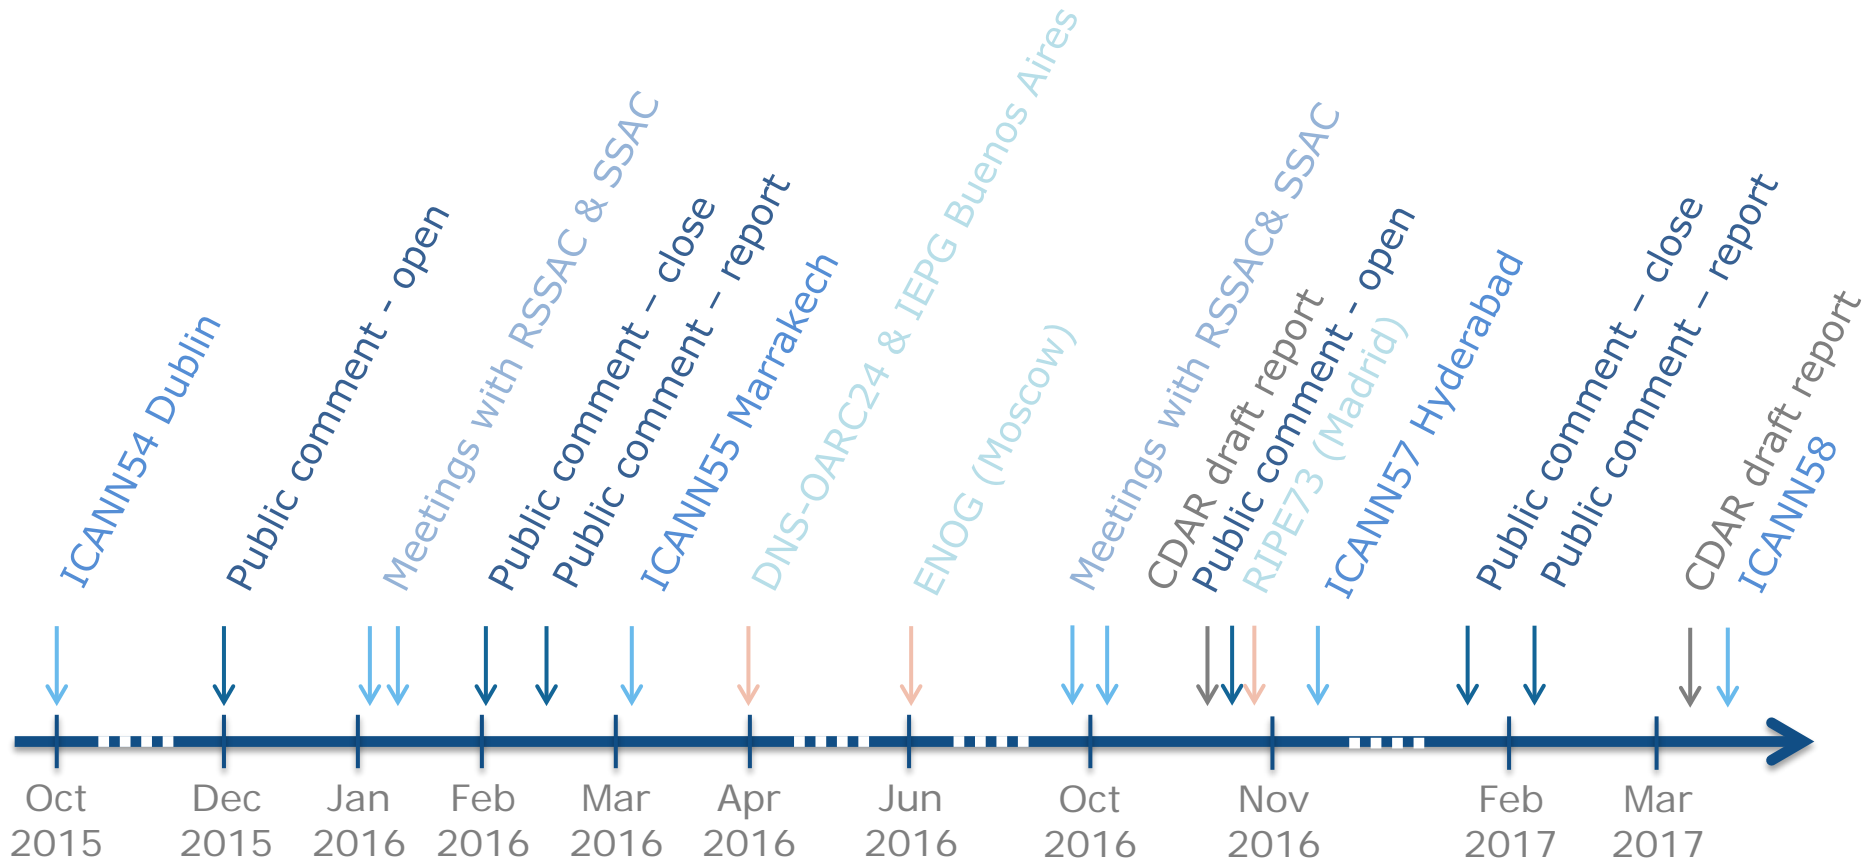 ICANN54 Dublin
Public comment - open
Meetings with RSSAC & SSAC
Public comment – close
Public comment – report
ICANN55 Marrakech
DNS-OARC24 & IEPG Buenos Aires
ENOG (Moscow)
Meetings with RSSAC& SSAC
CDAR draft report
Public comment - open
RIPE73 (Madrid)
ICANN57 Hyderabad
Public comment – close
Public comment – report
CDAR draft report
ICANN58
Oct
2015
Dec
2015
Jan
2016
Feb
2016
Mar
2016
Apr
2016
Jun
2016
Oct
2016
Nov
2016
Feb
2017
Mar
2017